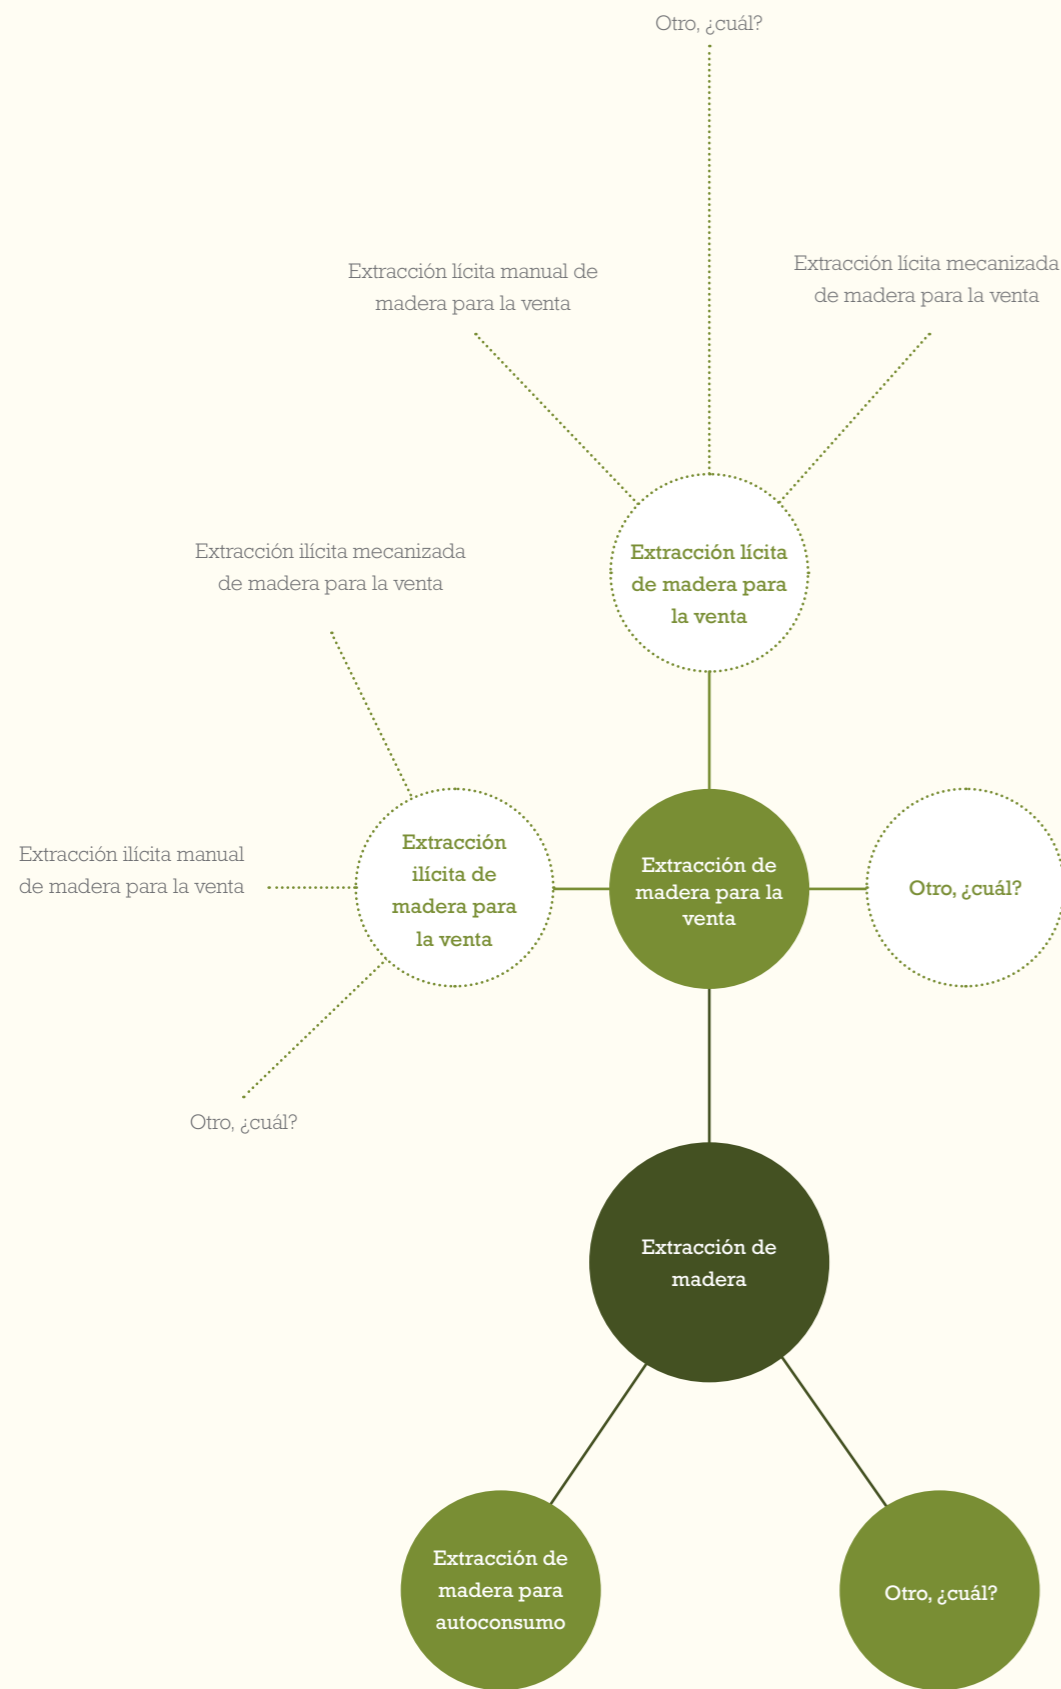 Otro, ¿cuál?
Extracción lícita manual de
madera para la venta
Extracción lícita mecanizada
de madera para la venta
Extracción lícita
de madera para
la venta
Extracción ilícita mecanizada
de madera para la venta
Extracción ilícita manual
de madera para la venta
Extracción
ilícita de
madera para
la venta
Extracción de
madera para la
venta
Otro, ¿cuál?
Otro, ¿cuál?
Extracción de
madera
Extracción de
madera para
autoconsumo
Otro, ¿cuál?